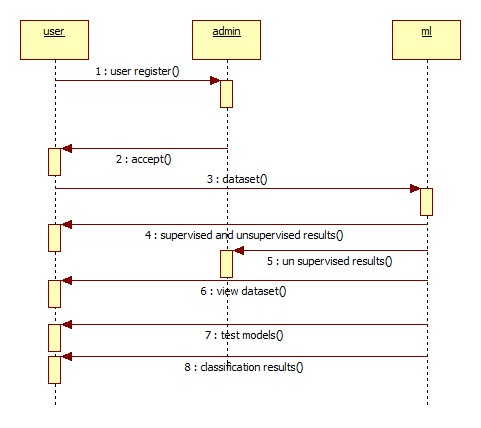 user
admin
ml
1 : user register()
2 : accept()
3 : dataset()
4 : supervised and unsupervised results()
5 : un supervised results()
6 : view dataset()
7 : test models()
8 : classification results()